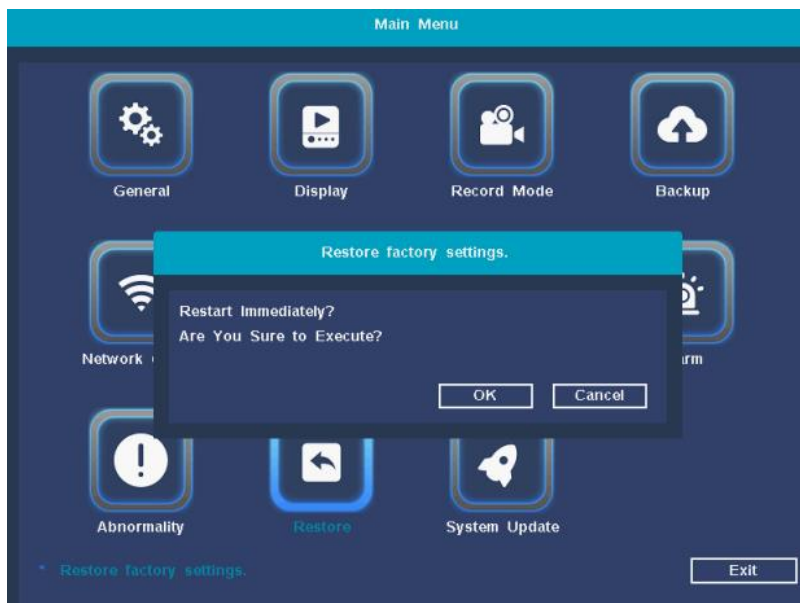 Main Menu
General
Display
Record Mode
Backup
Restore factory settings.
Restart Immediately?
Are You Sure to Execute?
OK
Cancel
Network
Abnormality
Restore
System Update
* Restore factory settings.
Exit